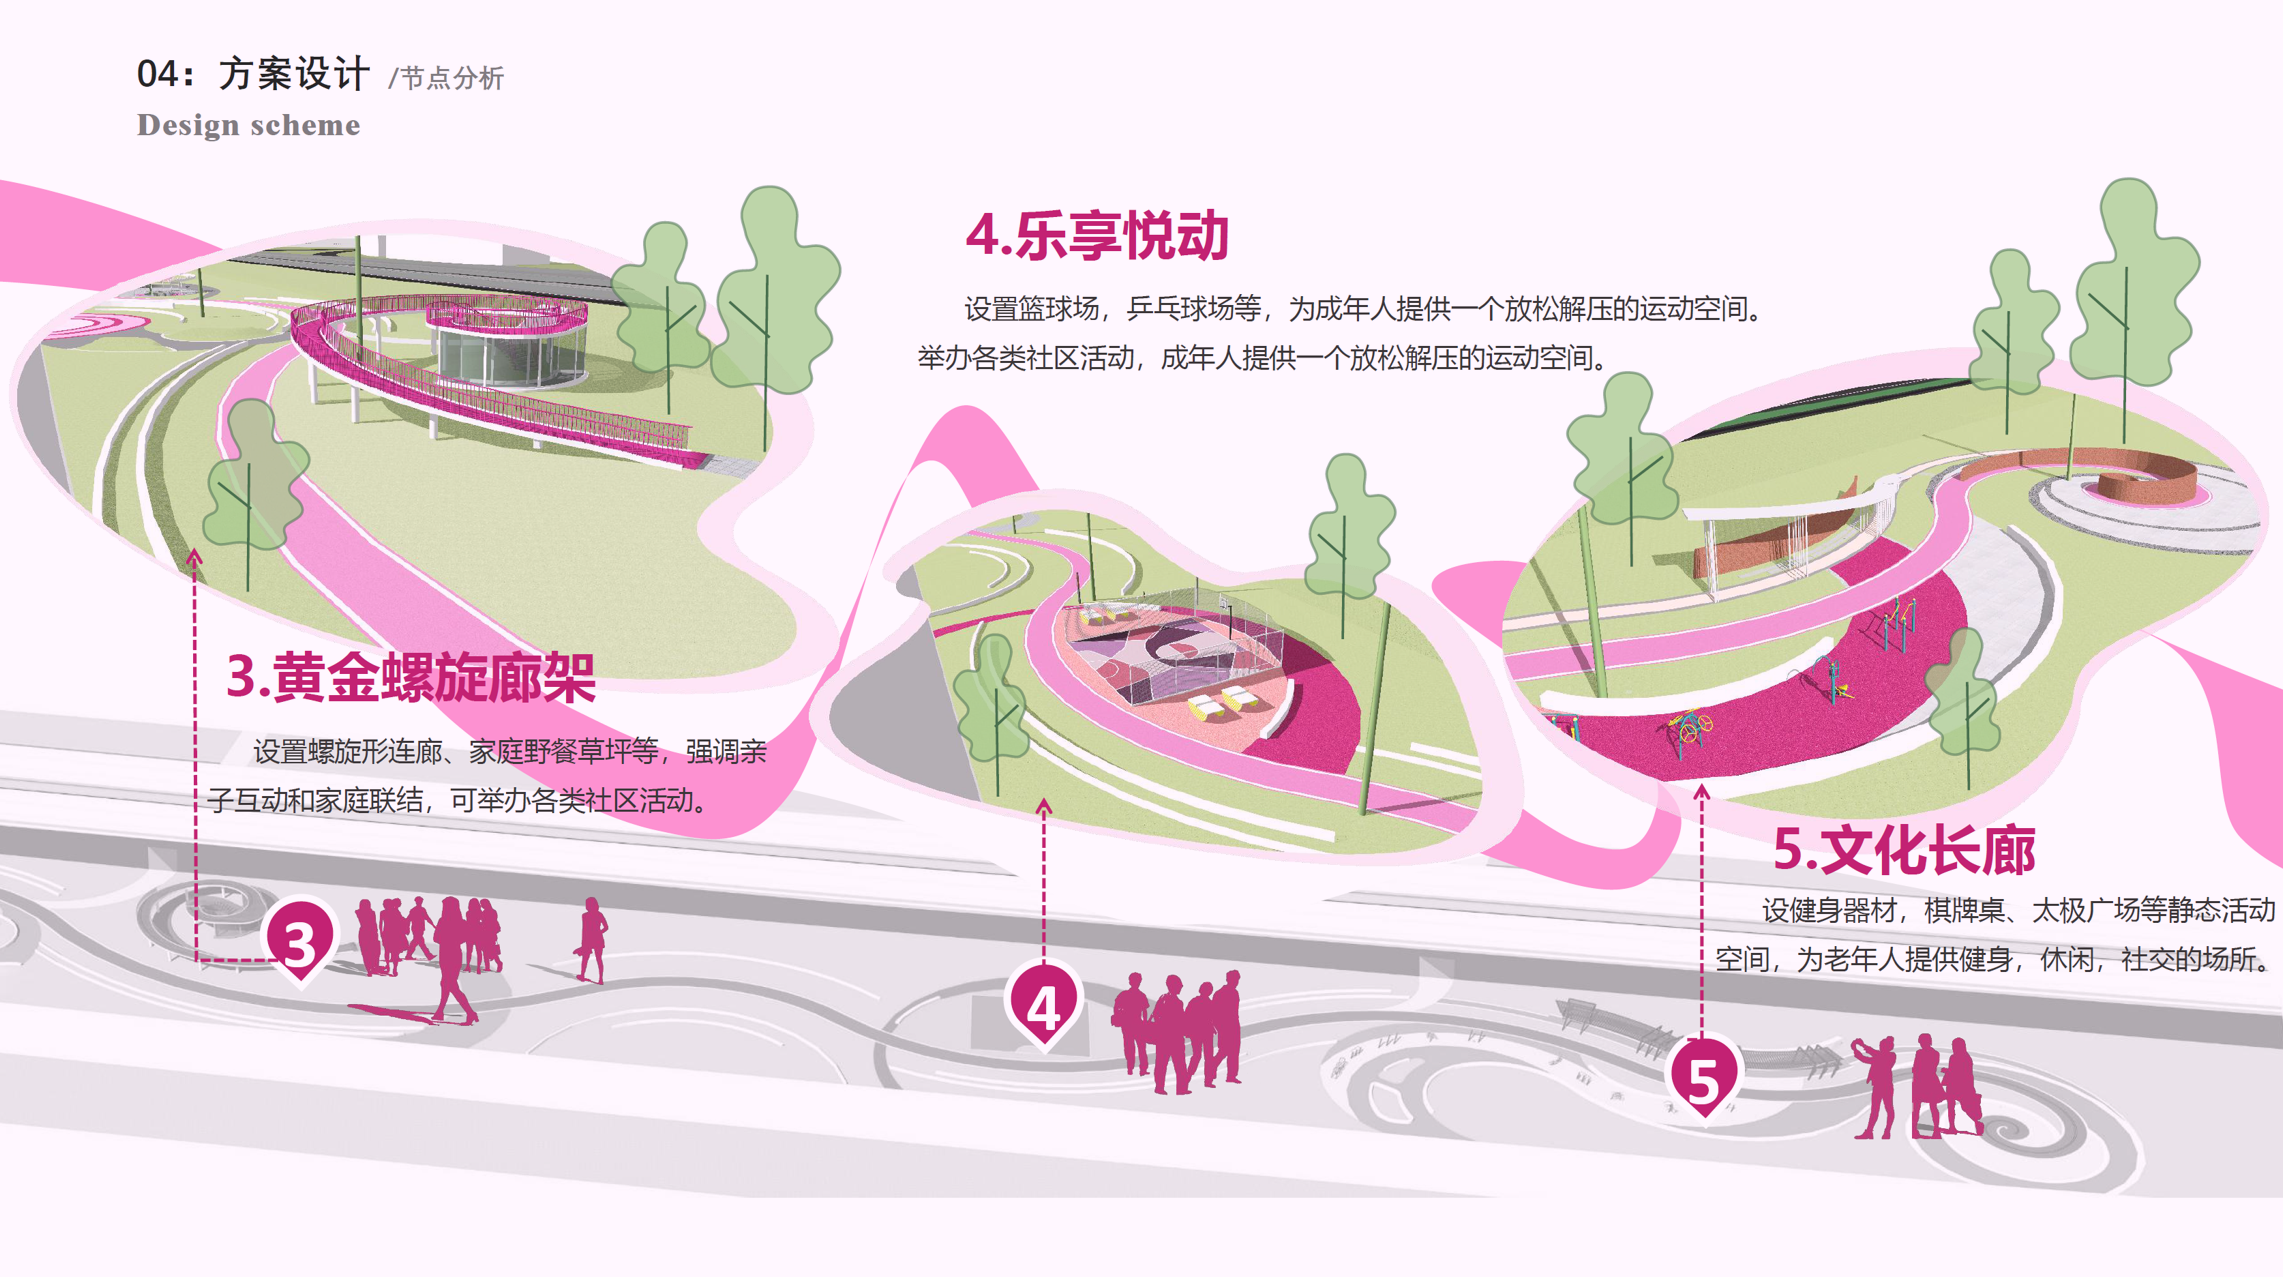 04：方案设计 /节点分析
Design scheme
4.乐享悦动
设置篮球场，乒乓球场等，为成年人提供一个放松解压的运动空间。
举办各类社区活动，成年人提供一个放松解压的运动空间。
3.黄金螺旋廊架
设置螺旋形连廊、家庭野餐草坪等，强调亲
子互动和家庭联结，可举办各类社区活动。
5.文化长廊
设健身器材，棋牌桌、太极广场等静态活动
空间，为老年人提供健身，休闲，社交的场所。
3
4
5